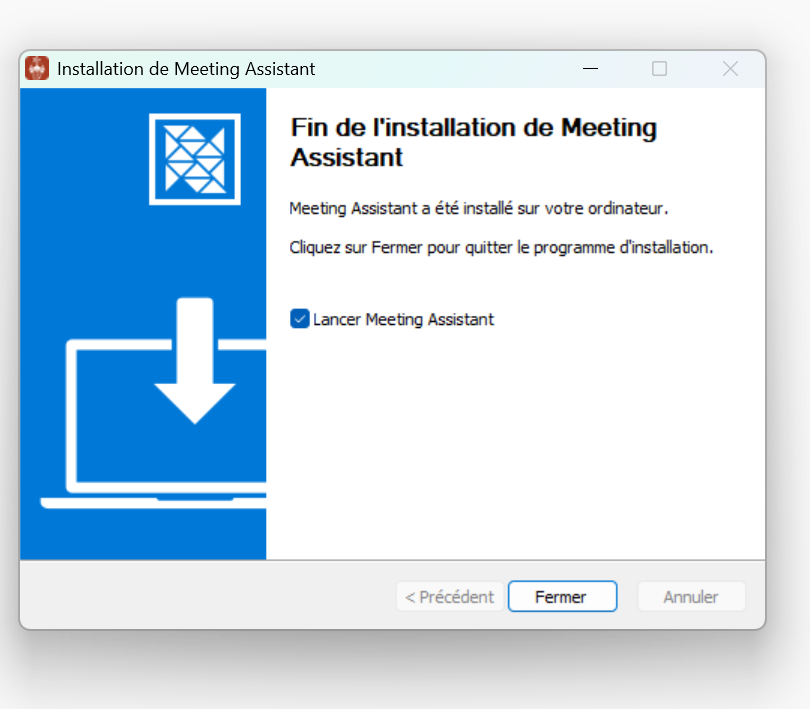 Installation de Meeting Assistant
Fin de l'installation de Meeting
Assistant
Meeting Assistant a été installé sur votre ordinateur.
Cliquez sur Fermer pour quitter le programme d'installation.
Lancer Meeting Assistant
< Précédent Fermer Annuler